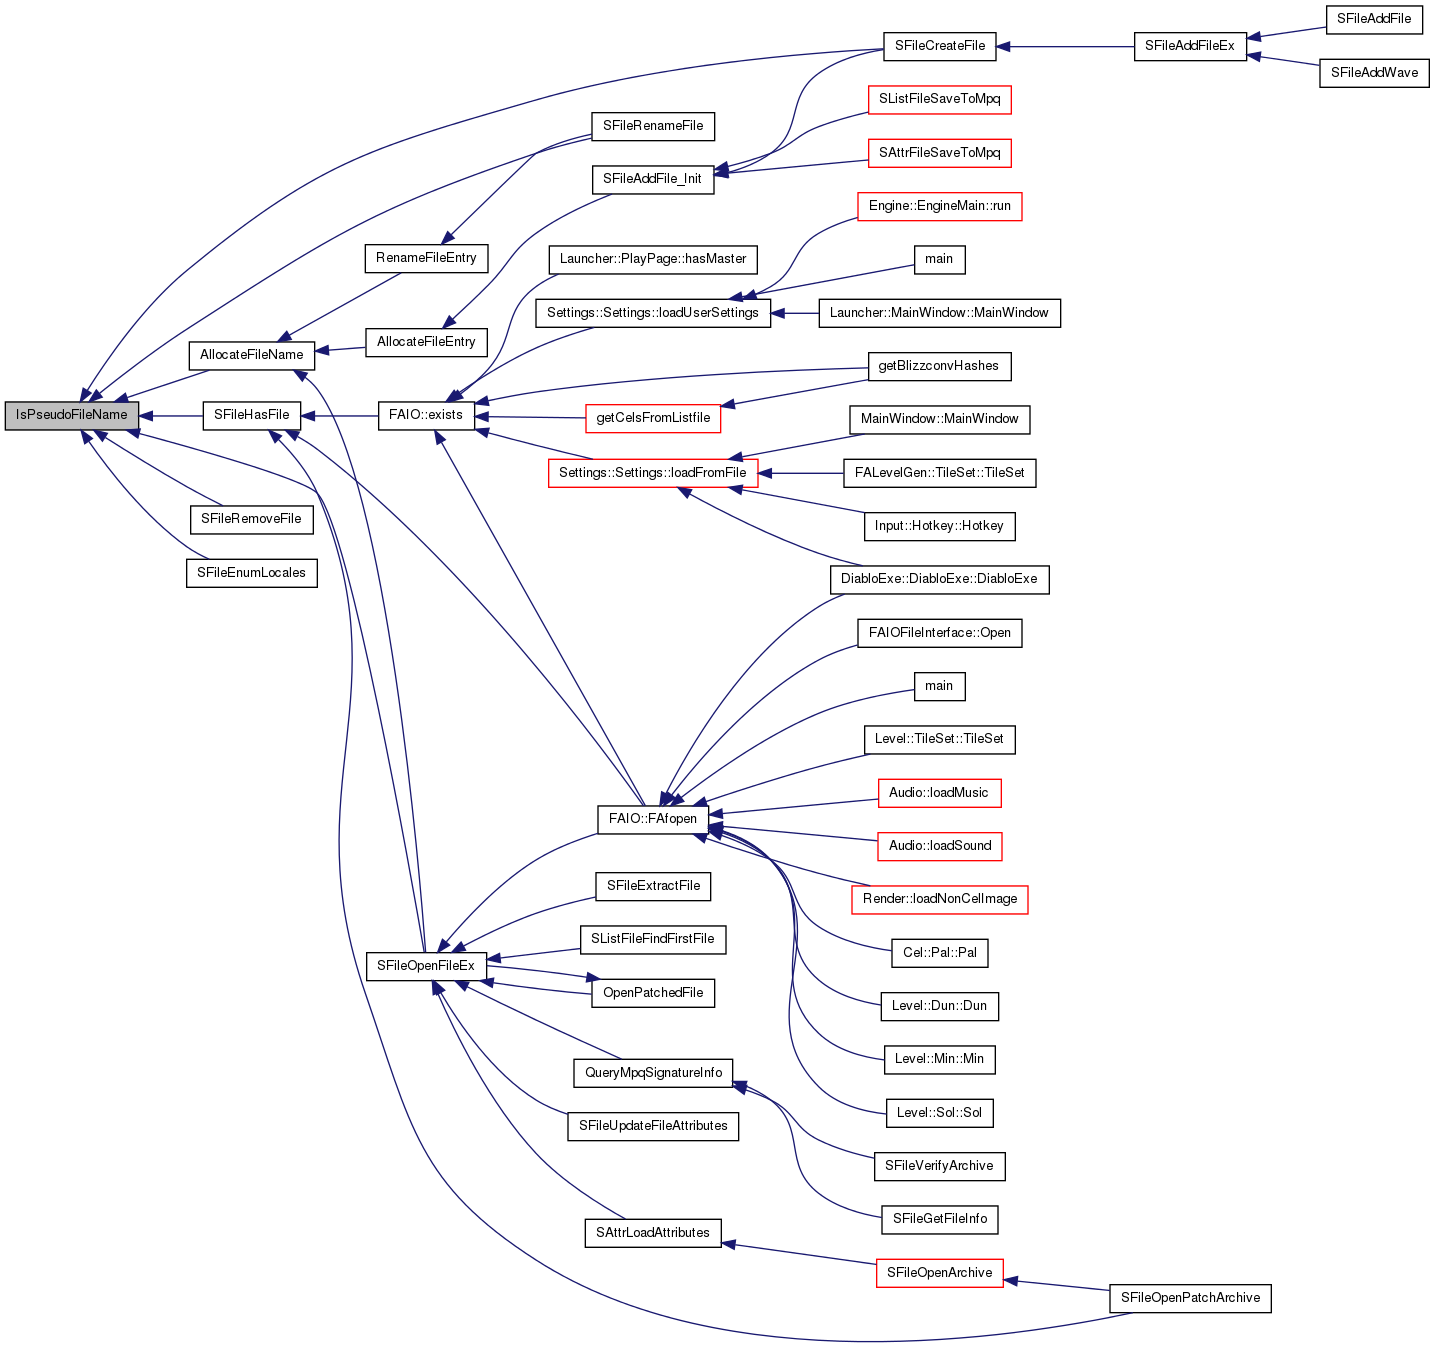 SFileAddFile
SFileCreateFile
SFileAddFileEx
SFileAddWave
SListFileSaveToMpq
SFileRenameFile
SAttrFileSaveToMpq
SFileAddFile_Init
Engine::EngineMain::run
RenameFileEntry
Launcher::PlayPage::hasMaster
main
Settings::Settings::loadUserSettings
Launcher::MainWindow::MainWindow
AllocateFileName
AllocateFileEntry
getBlizzconvHashes
IsPseudoFileName
SFileHasFile
FAIO::exists
getCelsFromListfile
MainWindow::MainWindow
Settings::Settings::loadFromFile
FALevelGen::TileSet::TileSet
SFileRemoveFile
Input::Hotkey::Hotkey
SFileEnumLocales
DiabloExe::DiabloExe::DiabloExe
FAIOFileInterface::Open
main
Level::TileSet::TileSet
Audio::loadMusic
FAIO::FAfopen
Audio::loadSound
SFileExtractFile
Render::loadNonCelImage
SListFileFindFirstFile
Cel::Pal::Pal
SFileOpenFileEx
OpenPatchedFile
Level::Dun::Dun
Level::Min::Min
QueryMpqSignatureInfo
Level::Sol::Sol
SFileUpdateFileAttributes
SFileVerifyArchive
SFileGetFileInfo
SAttrLoadAttributes
SFileOpenArchive
SFileOpenPatchArchive